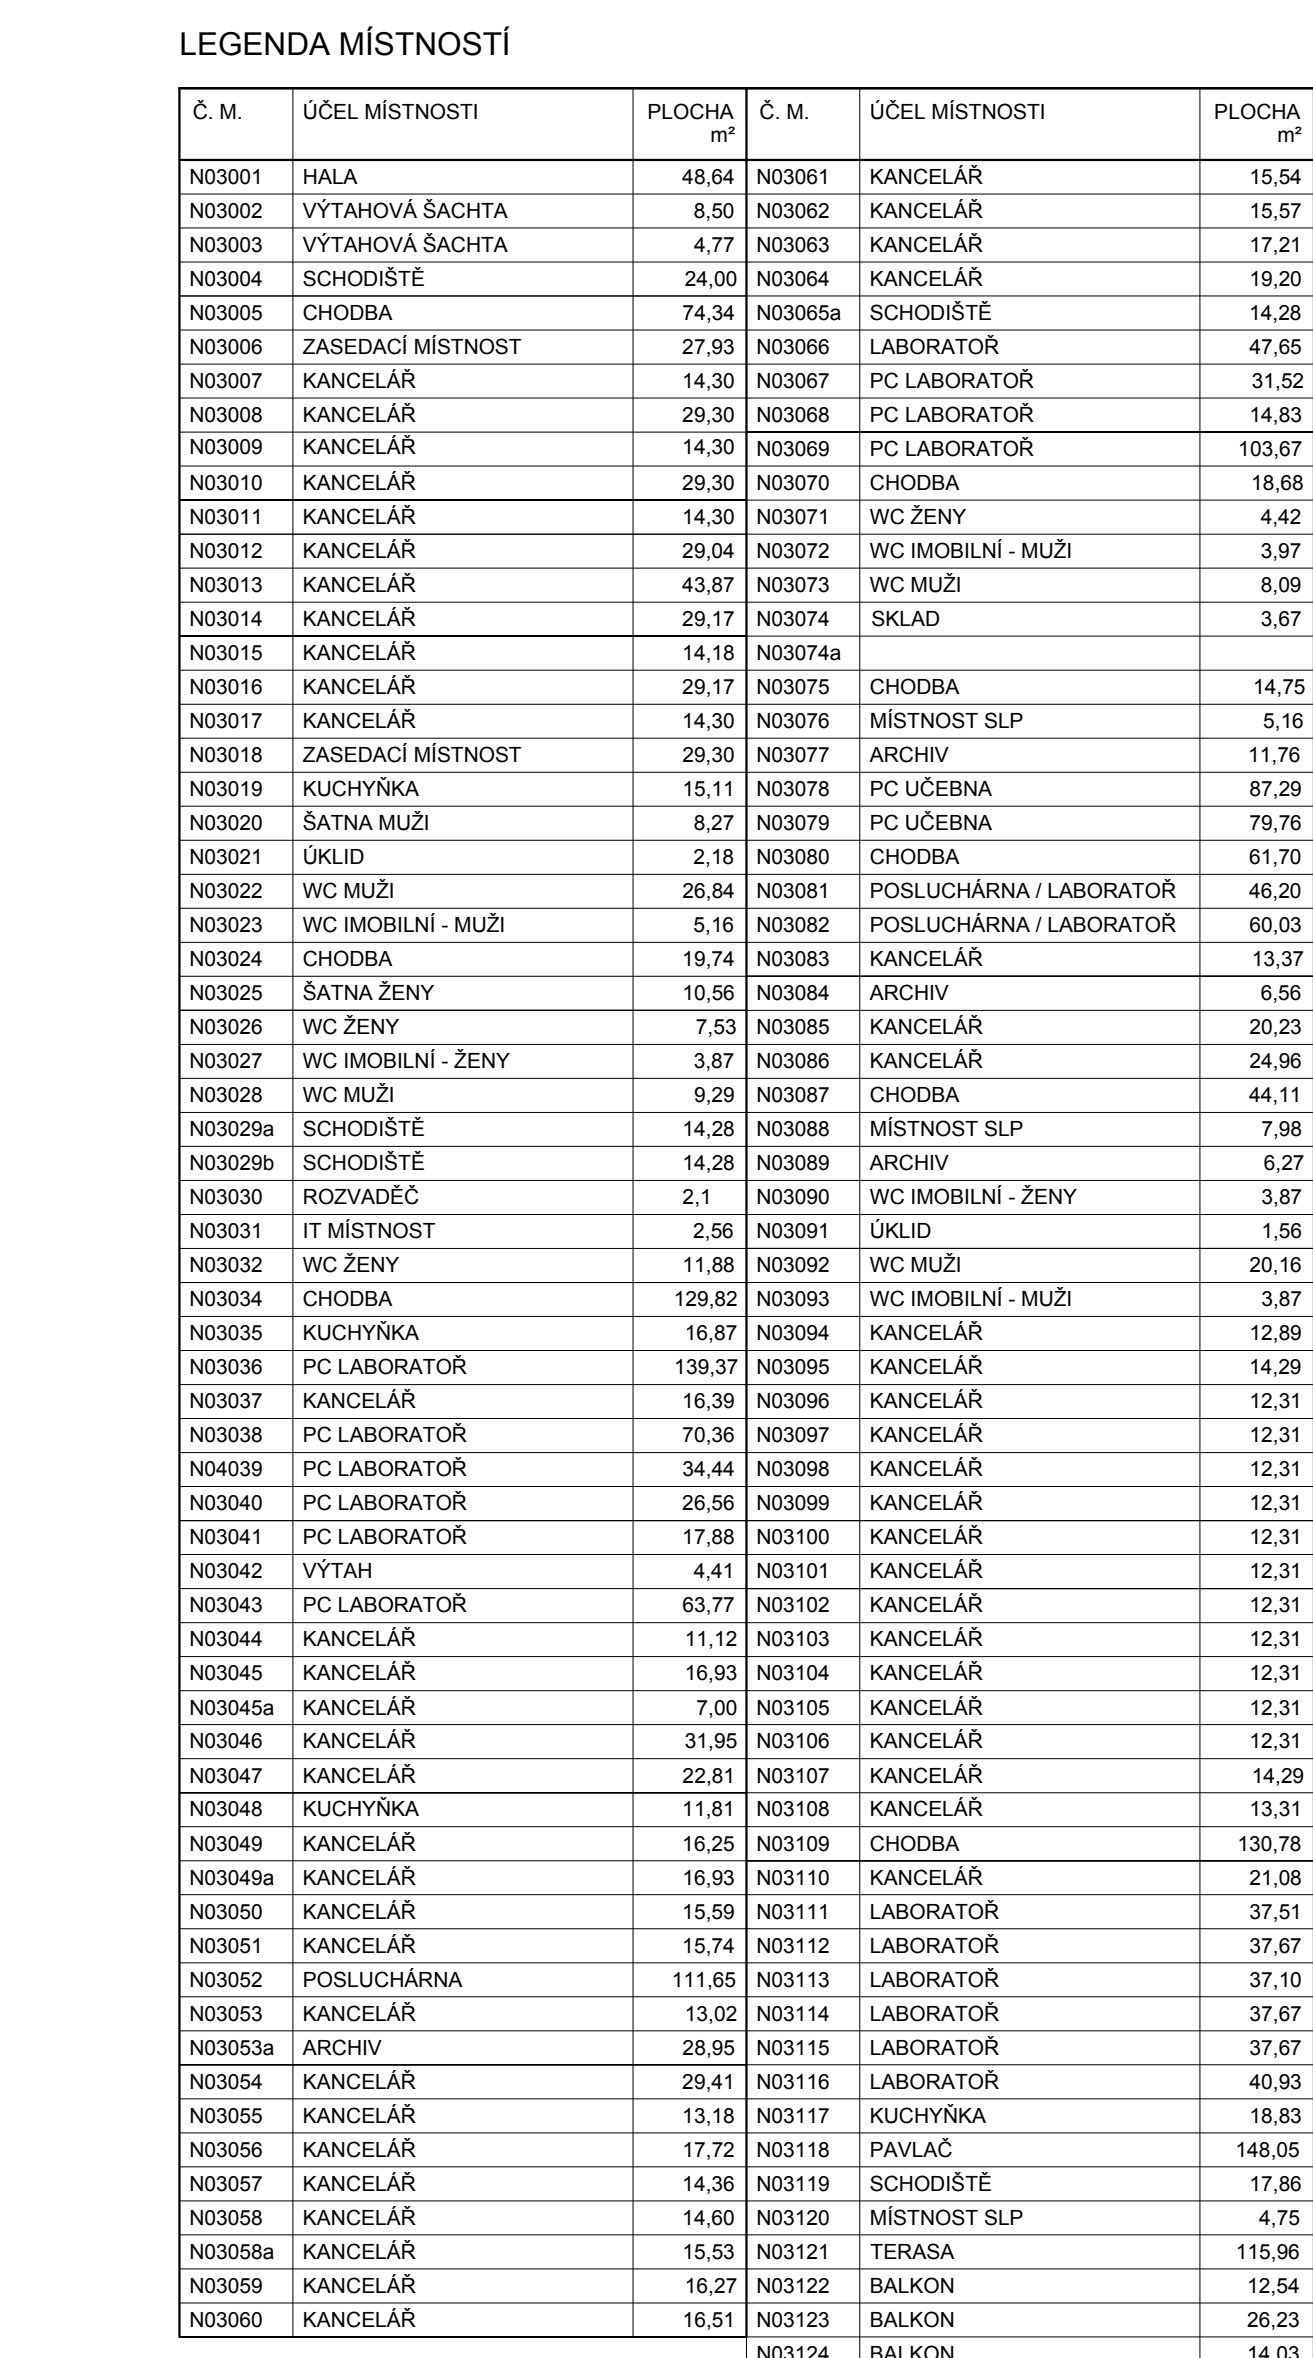 LEGENDA MÍSTNOSTÍ
Č. M. ÚČEL MÍSTNOSTI PLOCHA Č. M. ÚČEL MÍSTNOSTI PLOCHA
m² m²
N03001 HALA 48,64 N03061 KANCELÁŘ 15,54
N03002 VÝTAHOVÁ ŠACHTA 8,50 N03062 KANCELÁŘ 15,57
N03003 VÝTAHOVÁ ŠACHTA 4,77 N03063 KANCELÁŘ 17,21
N03004 SCHODIŠTĚ 24,00 N03064 KANCELÁŘ 19,20
N03005 CHODBA 74,34 N03065a SCHODIŠTĚ 14,28
N03006 ZASEDACÍ MÍSTNOST 27,93 N03066 LABORATOŘ 47,65
N03007 KANCELÁŘ 14,30 N03067 PC LABORATOŘ 31,52
N03008 KANCELÁŘ 29,30 N03068 PC LABORATOŘ 14,83
N03009 KANCELÁŘ 14,30 N03069 PC LABORATOŘ 103,67
N03010 KANCELÁŘ 29,30 N03070 CHODBA 18,68
N03011 KANCELÁŘ 14,30 N03071 WC ŽENY 4,42
N03012 KANCELÁŘ 29,04 N03072 WC IMOBILNÍ - MUŽI 3,97
N03013 KANCELÁŘ 43,87 N03073 WC MUŽI 8,09
N03014 KANCELÁŘ 29,17 N03074 SKLAD 3,67
N03015 KANCELÁŘ 14,18 N03074a
N03016 KANCELÁŘ 29,17 N03075 CHODBA 14,75
N03017 KANCELÁŘ 14,30 N03076 MÍSTNOST SLP 5,16
N03018 ZASEDACÍ MÍSTNOST 29,30 N03077 ARCHIV 11,76
N03019 KUCHYŇKA 15,11 N03078 PC UČEBNA 87,29
N03020 ŠATNA MUŽI 8,27 N03079 PC UČEBNA 79,76
N03021 ÚKLID 2,18 N03080 CHODBA 61,70
N03022 WC MUŽI 26,84 N03081 POSLUCHÁRNA / LABORATOŘ 46,20
N03023 WC IMOBILNÍ - MUŽI 5,16 N03082 POSLUCHÁRNA / LABORATOŘ 60,03
N03024 CHODBA 19,74 N03083 KANCELÁŘ 13,37
N03025 ŠATNA ŽENY 10,56 N03084 ARCHIV 6,56
N03026 WC ŽENY 7,53 N03085 KANCELÁŘ 20,23
N03027 WC IMOBILNÍ - ŽENY 3,87 N03086 KANCELÁŘ 24,96
N03028 WC MUŽI 9,29 N03087 CHODBA 44,11
N03029a SCHODIŠTĚ 14,28 N03088 MÍSTNOST SLP 7,98
N03029b SCHODIŠTĚ 14,28 N03089 ARCHIV 6,27
N03030 ROZVADĚČ 2,1 N03090 WC IMOBILNÍ - ŽENY 3,87
N03031 IT MÍSTNOST 2,56 N03091 ÚKLID 1,56
N03032 WC ŽENY 11,88 N03092 WC MUŽI 20,16
N03034 CHODBA 129,82 N03093 WC IMOBILNÍ - MUŽI 3,87
N03035 KUCHYŇKA 16,87 N03094 KANCELÁŘ 12,89
N03036 PC LABORATOŘ 139,37 N03095 KANCELÁŘ 14,29
N03037 KANCELÁŘ 16,39 N03096 KANCELÁŘ 12,31
N03038 PC LABORATOŘ 70,36 N03097 KANCELÁŘ 12,31
N04039 PC LABORATOŘ 34,44 N03098 KANCELÁŘ 12,31
N03040 PC LABORATOŘ 26,56 N03099 KANCELÁŘ 12,31
N03041 PC LABORATOŘ 17,88 N03100 KANCELÁŘ 12,31
N03042 VÝTAH 4,41 N03101 KANCELÁŘ 12,31
N03043 PC LABORATOŘ 63,77 N03102 KANCELÁŘ 12,31
N03044 KANCELÁŘ 11,12 N03103 KANCELÁŘ 12,31
N03045 KANCELÁŘ 16,93 N03104 KANCELÁŘ 12,31
N03045a KANCELÁŘ 7,00 N03105 KANCELÁŘ 12,31
N03046 KANCELÁŘ 31,95 N03106 KANCELÁŘ 12,31
N03047 KANCELÁŘ 22,81 N03107 KANCELÁŘ 14,29
N03048 KUCHYŇKA 11,81 N03108 KANCELÁŘ 13,31
N03049 KANCELÁŘ 16,25 N03109 CHODBA 130,78
N03049a KANCELÁŘ 16,93 N03110 KANCELÁŘ 21,08
N03050 KANCELÁŘ 15,59 N03111 LABORATOŘ 37,51
N03051 KANCELÁŘ 15,74 N03112 LABORATOŘ 37,67
N03052 POSLUCHÁRNA 111,65 N03113 LABORATOŘ 37,10
N03053 KANCELÁŘ 13,02 N03114 LABORATOŘ 37,67
N03053a ARCHIV 28,95 N03115 LABORATOŘ 37,67
N03054 KANCELÁŘ 29,41 N03116 LABORATOŘ 40,93
N03055 KANCELÁŘ 13,18 N03117 KUCHYŇKA 18,83
N03056 KANCELÁŘ 17,72 N03118 PAVLAČ 148,05
N03057 KANCELÁŘ 14,36 N03119 SCHODIŠTĚ 17,86
N03058 KANCELÁŘ 14,60 N03120 MÍSTNOST SLP 4,75
N03058a KANCELÁŘ 15,53 N03121 TERASA 115,96
N03059 KANCELÁŘ 16,27 N03122 BALKON 12,54
N03060 KANCELÁŘ 16,51 N03123 BALKON 26,23
N03124 BALKON 14,03